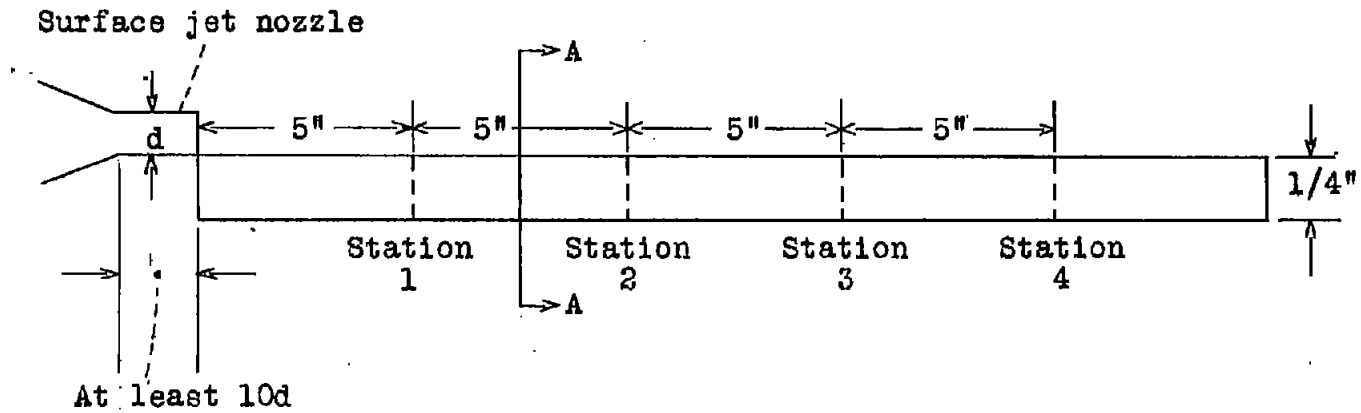 Surface jet nozzle
A
d
5"
5"
5"
5"
1/4"
Station
1
Station
2
Station
3
Station
4
A
At least 10d